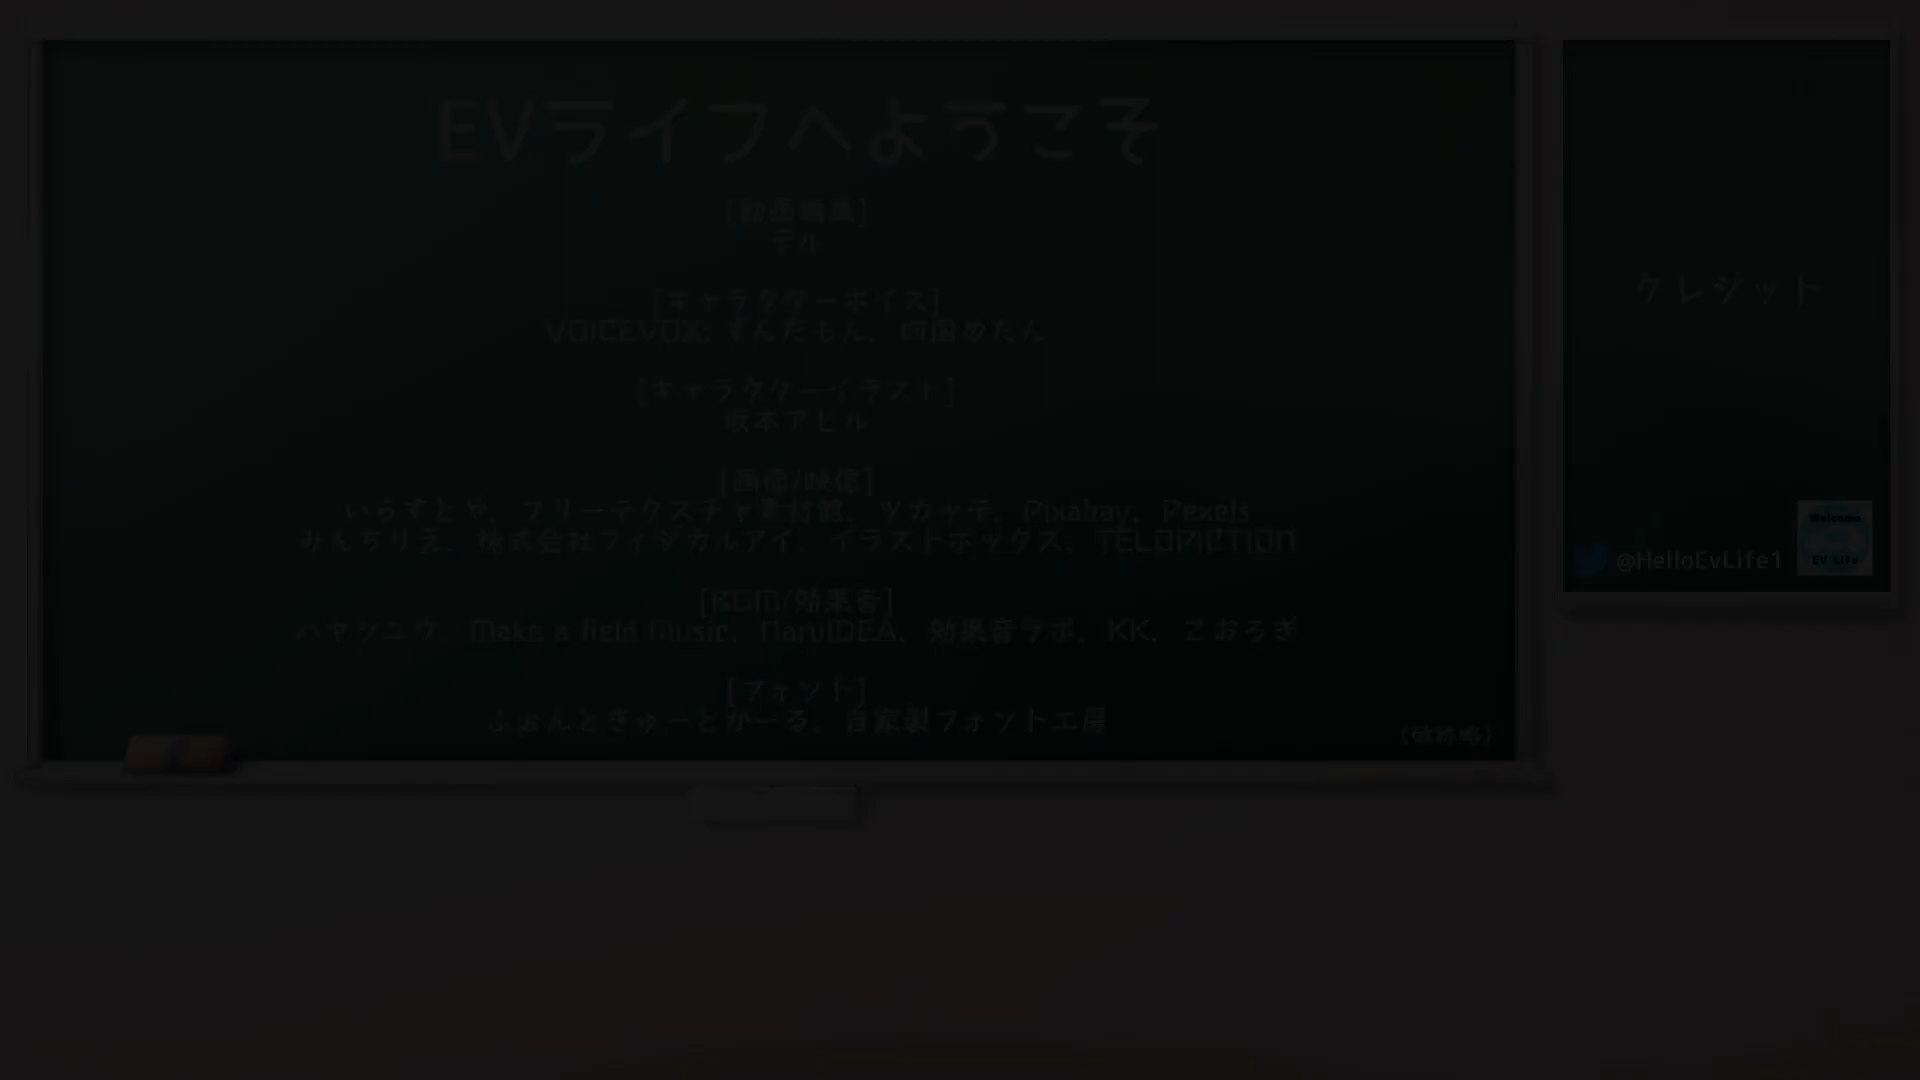 EVライフへようこそ
[動画編集]
テル
[キャラクターボイス]
VOICEVOX: ずんだもん、四国めたん
[キャラクターイラスト]
坂本アヒル
[画像/映像]
いらすとや、フリーテクスチャ素材館、ツカッテ、Pixabay、Pexels
みんちりえ、株式会社フィジカルアイ、イラストボックス、TELOPICTION
[BGM/効果音]
ハヤシユウ、Make a field Music、NaruIDEA、効果音ラボ、KK、こおろぎ
[フォント]
ふぉんときゅーとがーる、自家製フォント工房
(敬称略)
クレジット
@HelloEvLife1
Welcome
EV Life